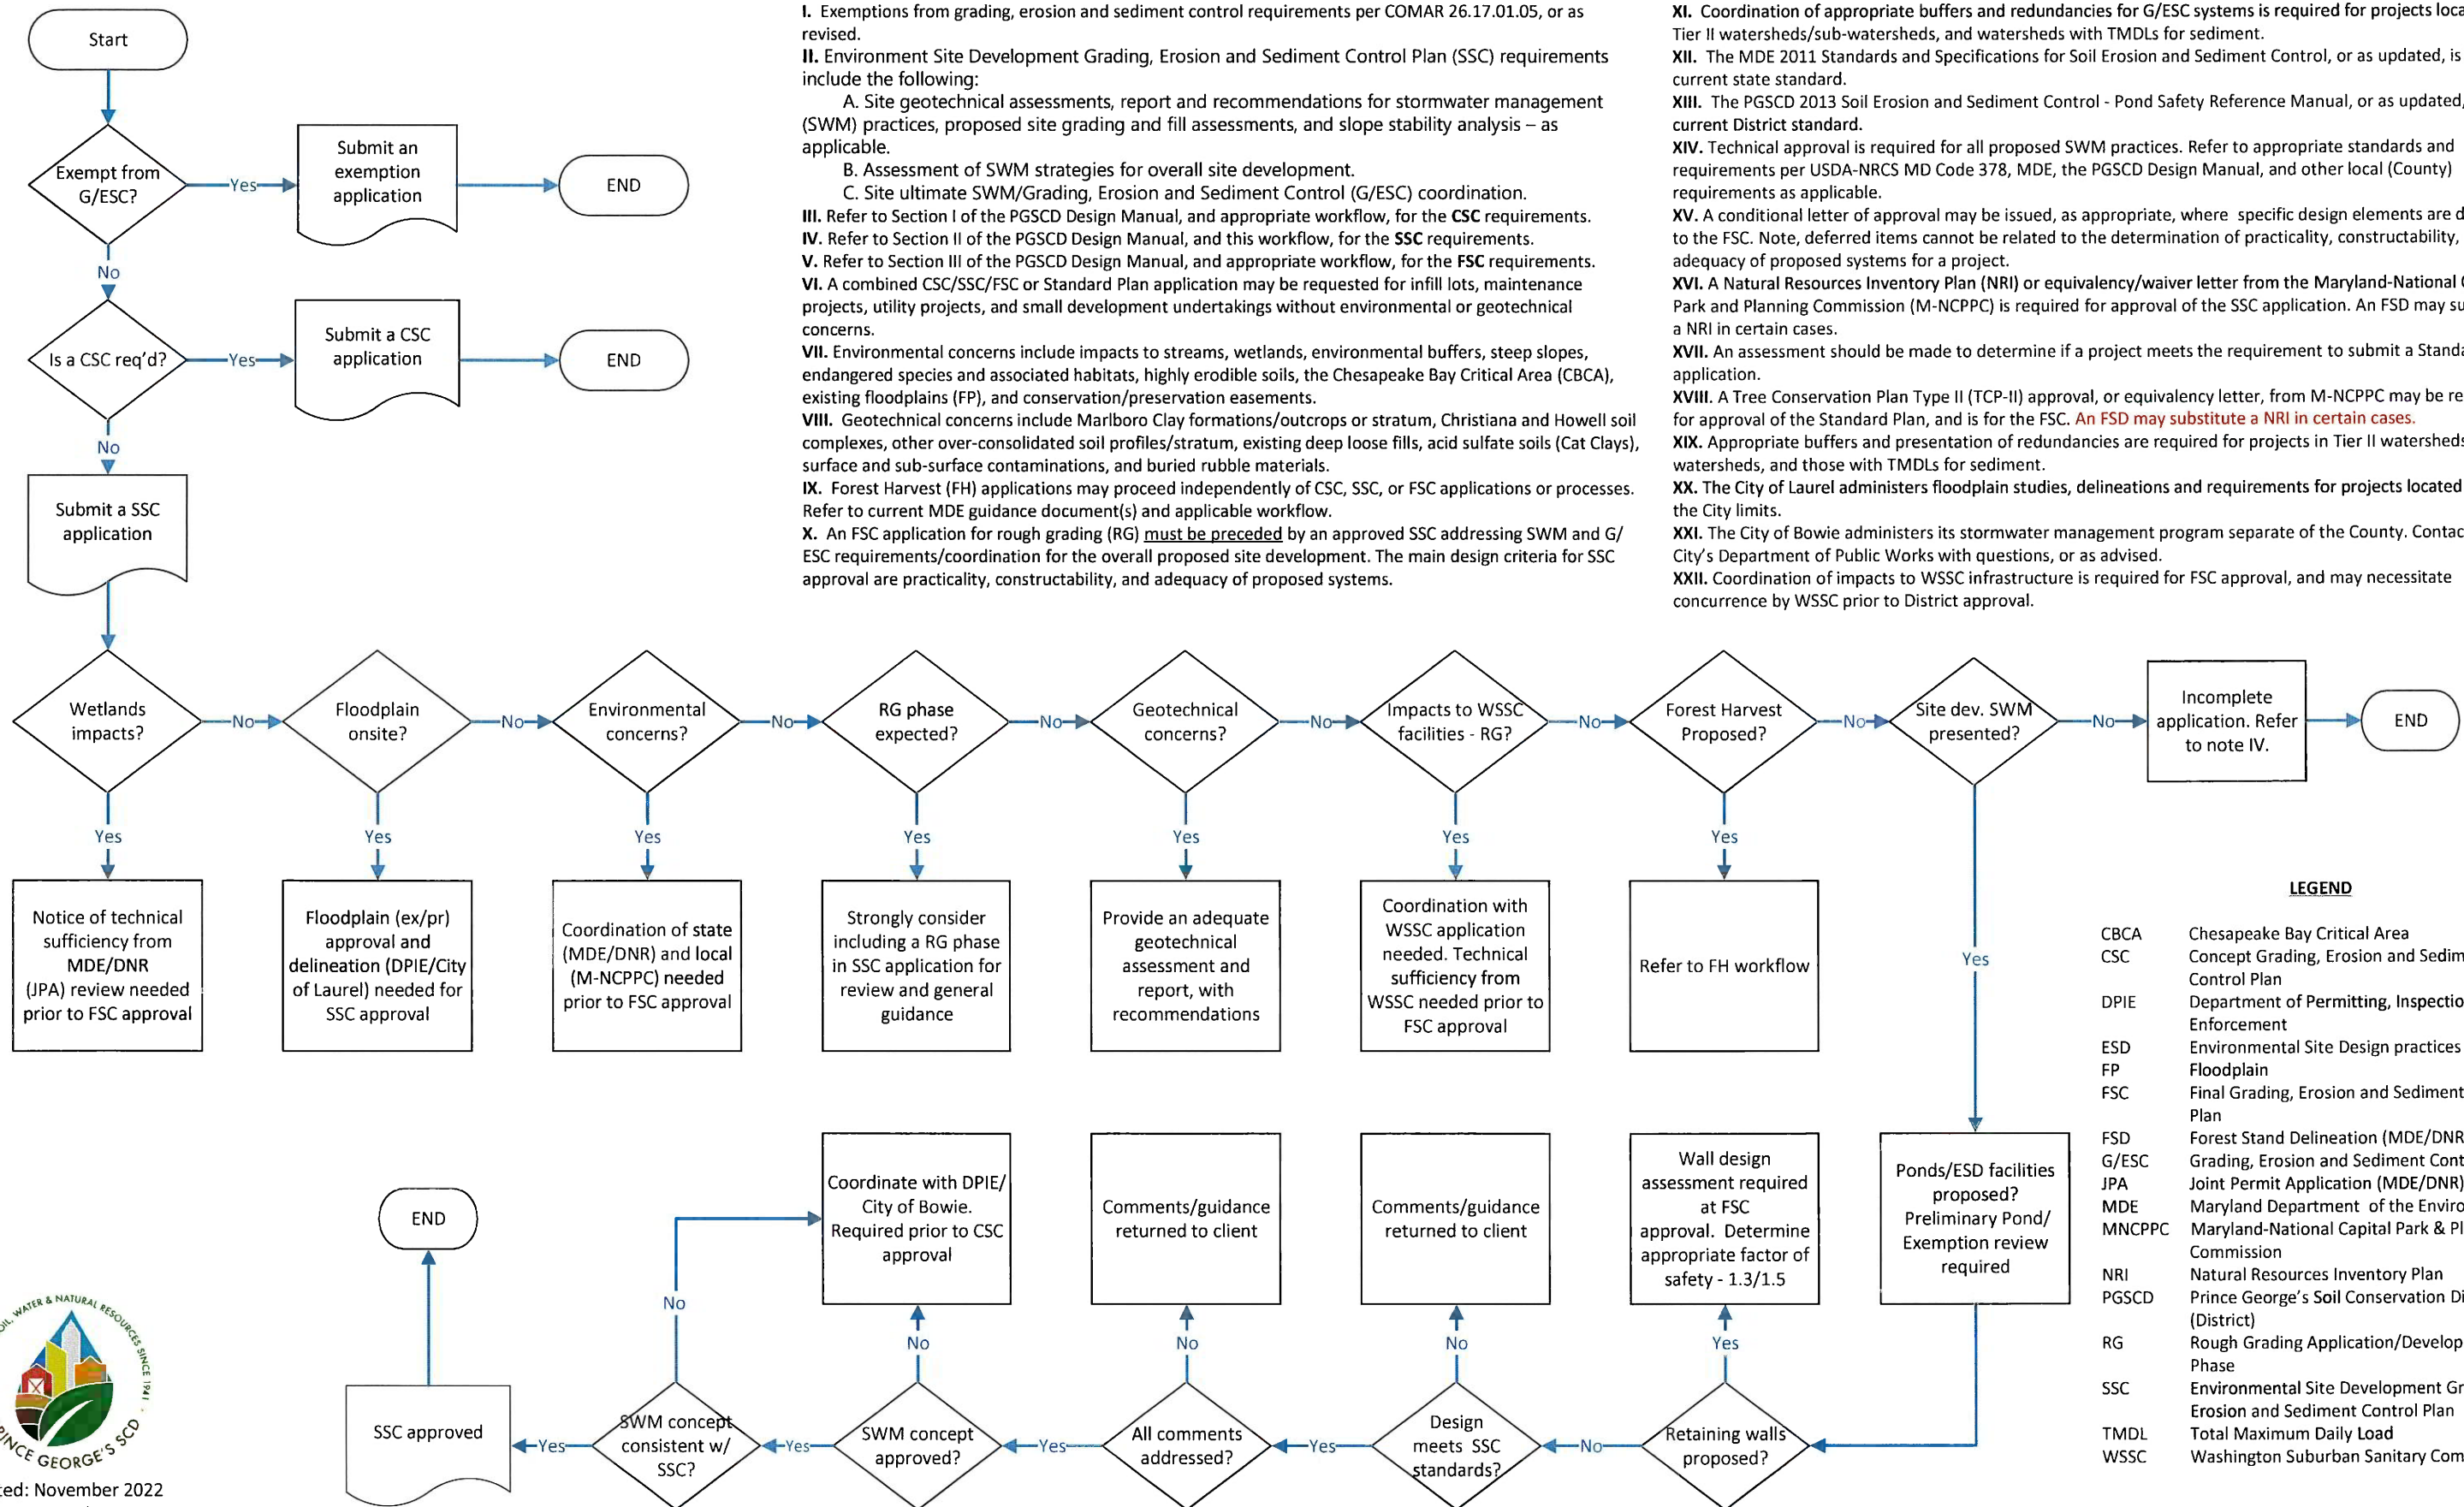 Start
Exempt from
G/ESC?
Yes
Submit an
exemption
application
END
No
Is a CSC req'd?
Yes
Submit a CSC
application
END
No
Submit a SSC
application
I. Exemptions from grading, erosion and sediment control requirements per COMAR 26.17.01.05, or as
revised.
II. Environment Site Development Grading, Erosion and Sediment Control Plan (SSC) requirements
include the following:
A. Site geotechnical assessments, report and recommendations for stormwater management
(SWM) practices, proposed site grading and fill assessments, and slope stability analysis – as
applicable.
B. Assessment of SWM strategies for overall site development.
C. Site ultimate SWM/Grading, Erosion and Sediment Control (G/ESC) coordination.
III. Refer to Section I of the PGSCD Design Manual, and appropriate workflow, for the CSC requirements.
IV. Refer to Section II of the PGSCD Design Manual, and this workflow, for the SSC requirements.
V. Refer to Section III of the PGSCD Design Manual, and appropriate workflow, for the FSC requirements.
VI. A combined CSC/SSC/FSC or Standard Plan application may be requested for infill lots, maintenance
projects, utility projects, and small development undertakings without environmental or geotechnical
concerns.
VII. Environmental concerns include impacts to streams, wetlands, environmental buffers, steep slopes,
endangered species and associated habitats, highly erodible soils, the Chesapeake Bay Critical Area (CBCA),
existing floodplains (FP), and conservation/preservation easements.
VIII. Geotechnical concerns include Marlboro Clay formations/outcrops or stratum, Christiana and Howell soil
complexes, other over-consolidated soil profiles/stratum, existing deep loose fills, acid sulfate soils (Cat Clays),
surface and sub-surface contaminations, and buried rubble materials.
IX. Forest Harvest (FH) applications may proceed independently of CSC, SSC, or FSC applications or processes.
Refer to current MDE guidance document(s) and applicable workflow.
X. An FSC application for rough grading (RG) must be preceded by an approved SSC addressing SWM and G/
ESC requirements/coordination for the overall proposed site development. The main design criteria for SSC
approval are practicality, constructability, and adequacy of proposed systems.
XI. Coordination of appropriate buffers and redundancies for G/ESC systems is required for projects loca
Tier II watersheds/sub-watersheds, and watersheds with TMDLs for sediment.
XII. The MDE 2011 Standards and Specifications for Soil Erosion and Sediment Control, or as updated, is
current state standard.
XIII. The PGSCD 2013 Soil Erosion and Sediment Control - Pond Safety Reference Manual, or as updated,
current District standard.
XIV. Technical approval is required for all proposed SWM practices. Refer to appropriate standards and
requirements per USDA-NRCS MD Code 378, MDE, the PGSCD Design Manual, and other local (County)
requirements as applicable.
XV. A conditional letter of approval may be issued, as appropriate, where specific design elements are d
to the FSC. Note, deferred items cannot be related to the determination of practicality, constructability,
adequacy of proposed systems for a project.
XVI. A Natural Resources Inventory Plan (NRI) or equivalency/waiver letter from the Maryland-National
Park and Planning Commission (M-NCPPC) is required for approval of the SSC application. An FSD may su
a NRI in certain cases.
XVII. An assessment should be made to determine if a project meets the requirement to submit a Standa
application.
XVIII. A Tree Conservation Plan Type II (TCP-II) approval, or equivalency letter, from M-NCPPC may be re
for approval of the Standard Plan, and is for the FSC. An FSD may substitute a NRI in certain cases.
XIX. Appropriate buffers and presentation of redundancies are required for projects in Tier II watersheds
watersheds, and those with TMDLs for sediment.
XX. The City of Laurel administers floodplain studies, delineations and requirements for projects located
the City limits.
XXI. The City of Bowie administers its stormwater management program separate of the County. Contac
City's Department of Public Works with questions, or as advised.
XXII. Coordination of impacts to WSSC infrastructure is required for FSC approval, and may necessitate
concurrence by WSSC prior to District approval.
Wetlands
impacts?
No
Floodplain
onsite?
No
Environmental
concerns?
No
RG phase
expected?
No
Geotechnical
concerns?
No
Impacts to WSSC
facilities - RG?
No
Forest Harvest
Proposed?
No
Site dev. SWM
presented?
No
Incomplete
application. Refer
to note IV.
END
Yes
Yes
Yes
Yes
Yes
Yes
Yes
Yes
Notice of technical
sufficiency from
MDE/DNR
(JPA) review needed
prior to FSC approval
Floodplain (ex/pr)
approval and
delineation (DPIE/City
of Laurel) needed for
SSC approval
Coordination of state
(MDE/DNR) and local
(M-NCPPC) needed
prior to FSC approval
Strongly consider
including a RG phase
in SSC application for
review and general
guidance
Provide an adequate
geotechnical
assessment and
report, with
recommendations
Coordination with
WSSC application
needed. Technical
sufficiency from
WSSC needed prior to
FSC approval
Refer to FH workflow
Ponds/ESD facilities
proposed?
Preliminary Pond/
Exemption review
required
Wall design
assessment required
at FSC
approval. Determine
appropriate factor of
safety - 1.3/1.5
Comments/guidance
returned to client
Comments/guidance
returned to client
Coordinate with DPIE/
City of Bowie.
Required prior to CSC
approval
END
No
No
No
No
Yes
Retaining walls
proposed?
No
Design
meets SSC
standards?
Yes
All comments
addressed?
Yes
SWM concept
approved?
Yes
SWM concept
consistent w/
SSC?
Yes
SSC approved
LEGEND
CBCA Chesapeake Bay Critical Area
CSC Concept Grading, Erosion and Sedim
Control Plan
DPIE Department of Permitting, Inspectio
Enforcement
ESD Environmental Site Design practices
FP Floodplain
FSC Final Grading, Erosion and Sediment
Plan
FSD Forest Stand Delineation (MDE/DNR
G/ESC Grading, Erosion and Sediment Cont
JPA Joint Permit Application (MDE/DNR)
MDE Maryland Department of the Enviro
MNCPPC Maryland-National Capital Park & Pl
Commission
NRI Natural Resources Inventory Plan
PGSCD Prince George's Soil Conservation Di
(District)
RG Rough Grading Application/Develop
Phase
SSC Environmental Site Development Gr
Erosion and Sediment Control Plan
TMDL Total Maximum Daily Load
WSSC Washington Suburban Sanitary Com
OIL, WATER & NATURAL RESOURCES SINCE 1941
PRINCE GEORGE'S SCD
ted: November 2022